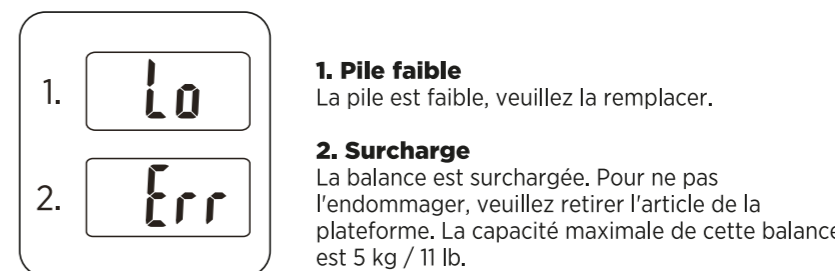 1. Lo
2. Err
1. Pile faible
La pile est faible, veuillez la remplacer.
2. Surcharge
La balance est surchargée. Pour ne pas
l'endommager, veuillez retirer l'article de la
plateforme. La capacité maximale de cette balance
est 5 kg / 11 lb.